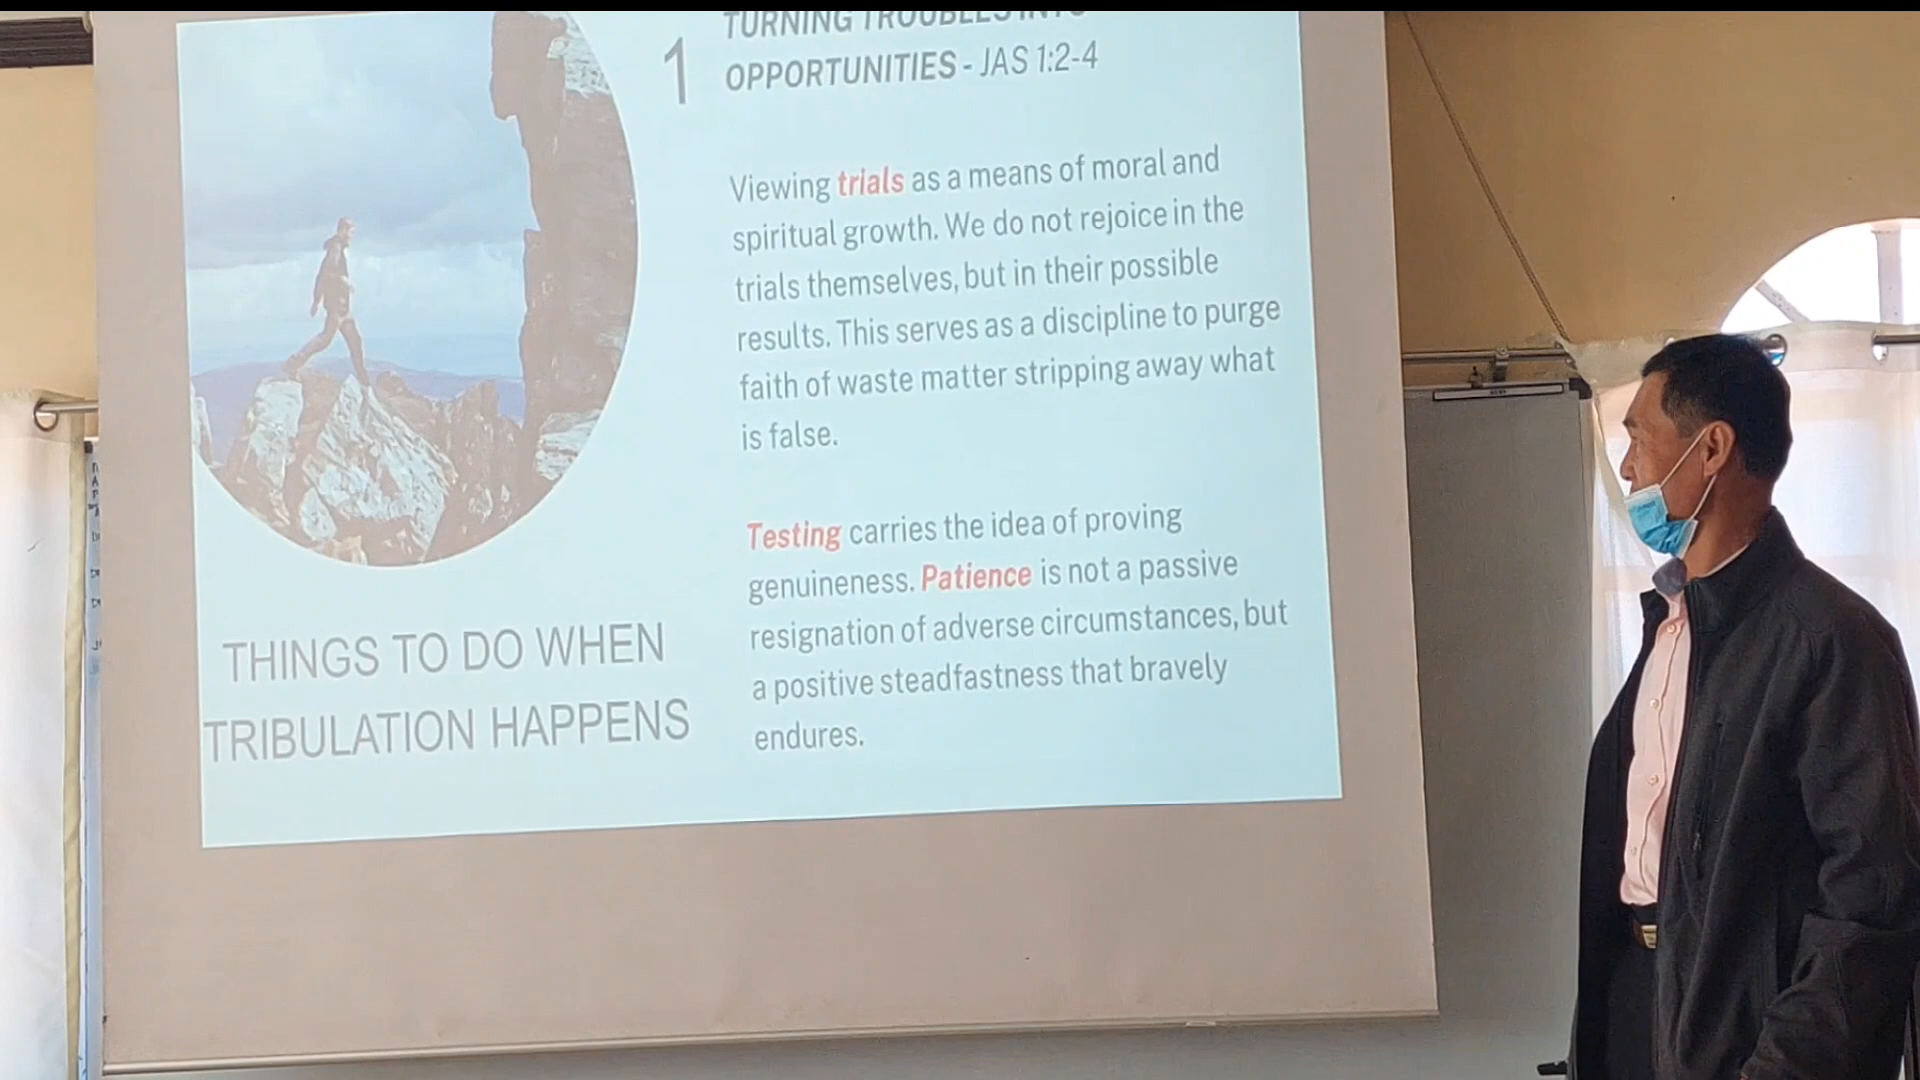 TURNING TROUBLES INTO
1
OPPORTUNITIES - JAS 1:2-4
Viewing trials as a means of moral and
spiritual growth. We do not rejoice in the
trials themselves, but in their possible
results. This serves as a discipline to purge
faith of waste matter stripping away what
is false.
Testing carries the idea of proving
genuineness. Patience is not a passive
resignation of adverse circumstances, but
a positive steadfastness that bravely
endures.
THINGS TO DO WHEN
TRIBULATION HAPPENS